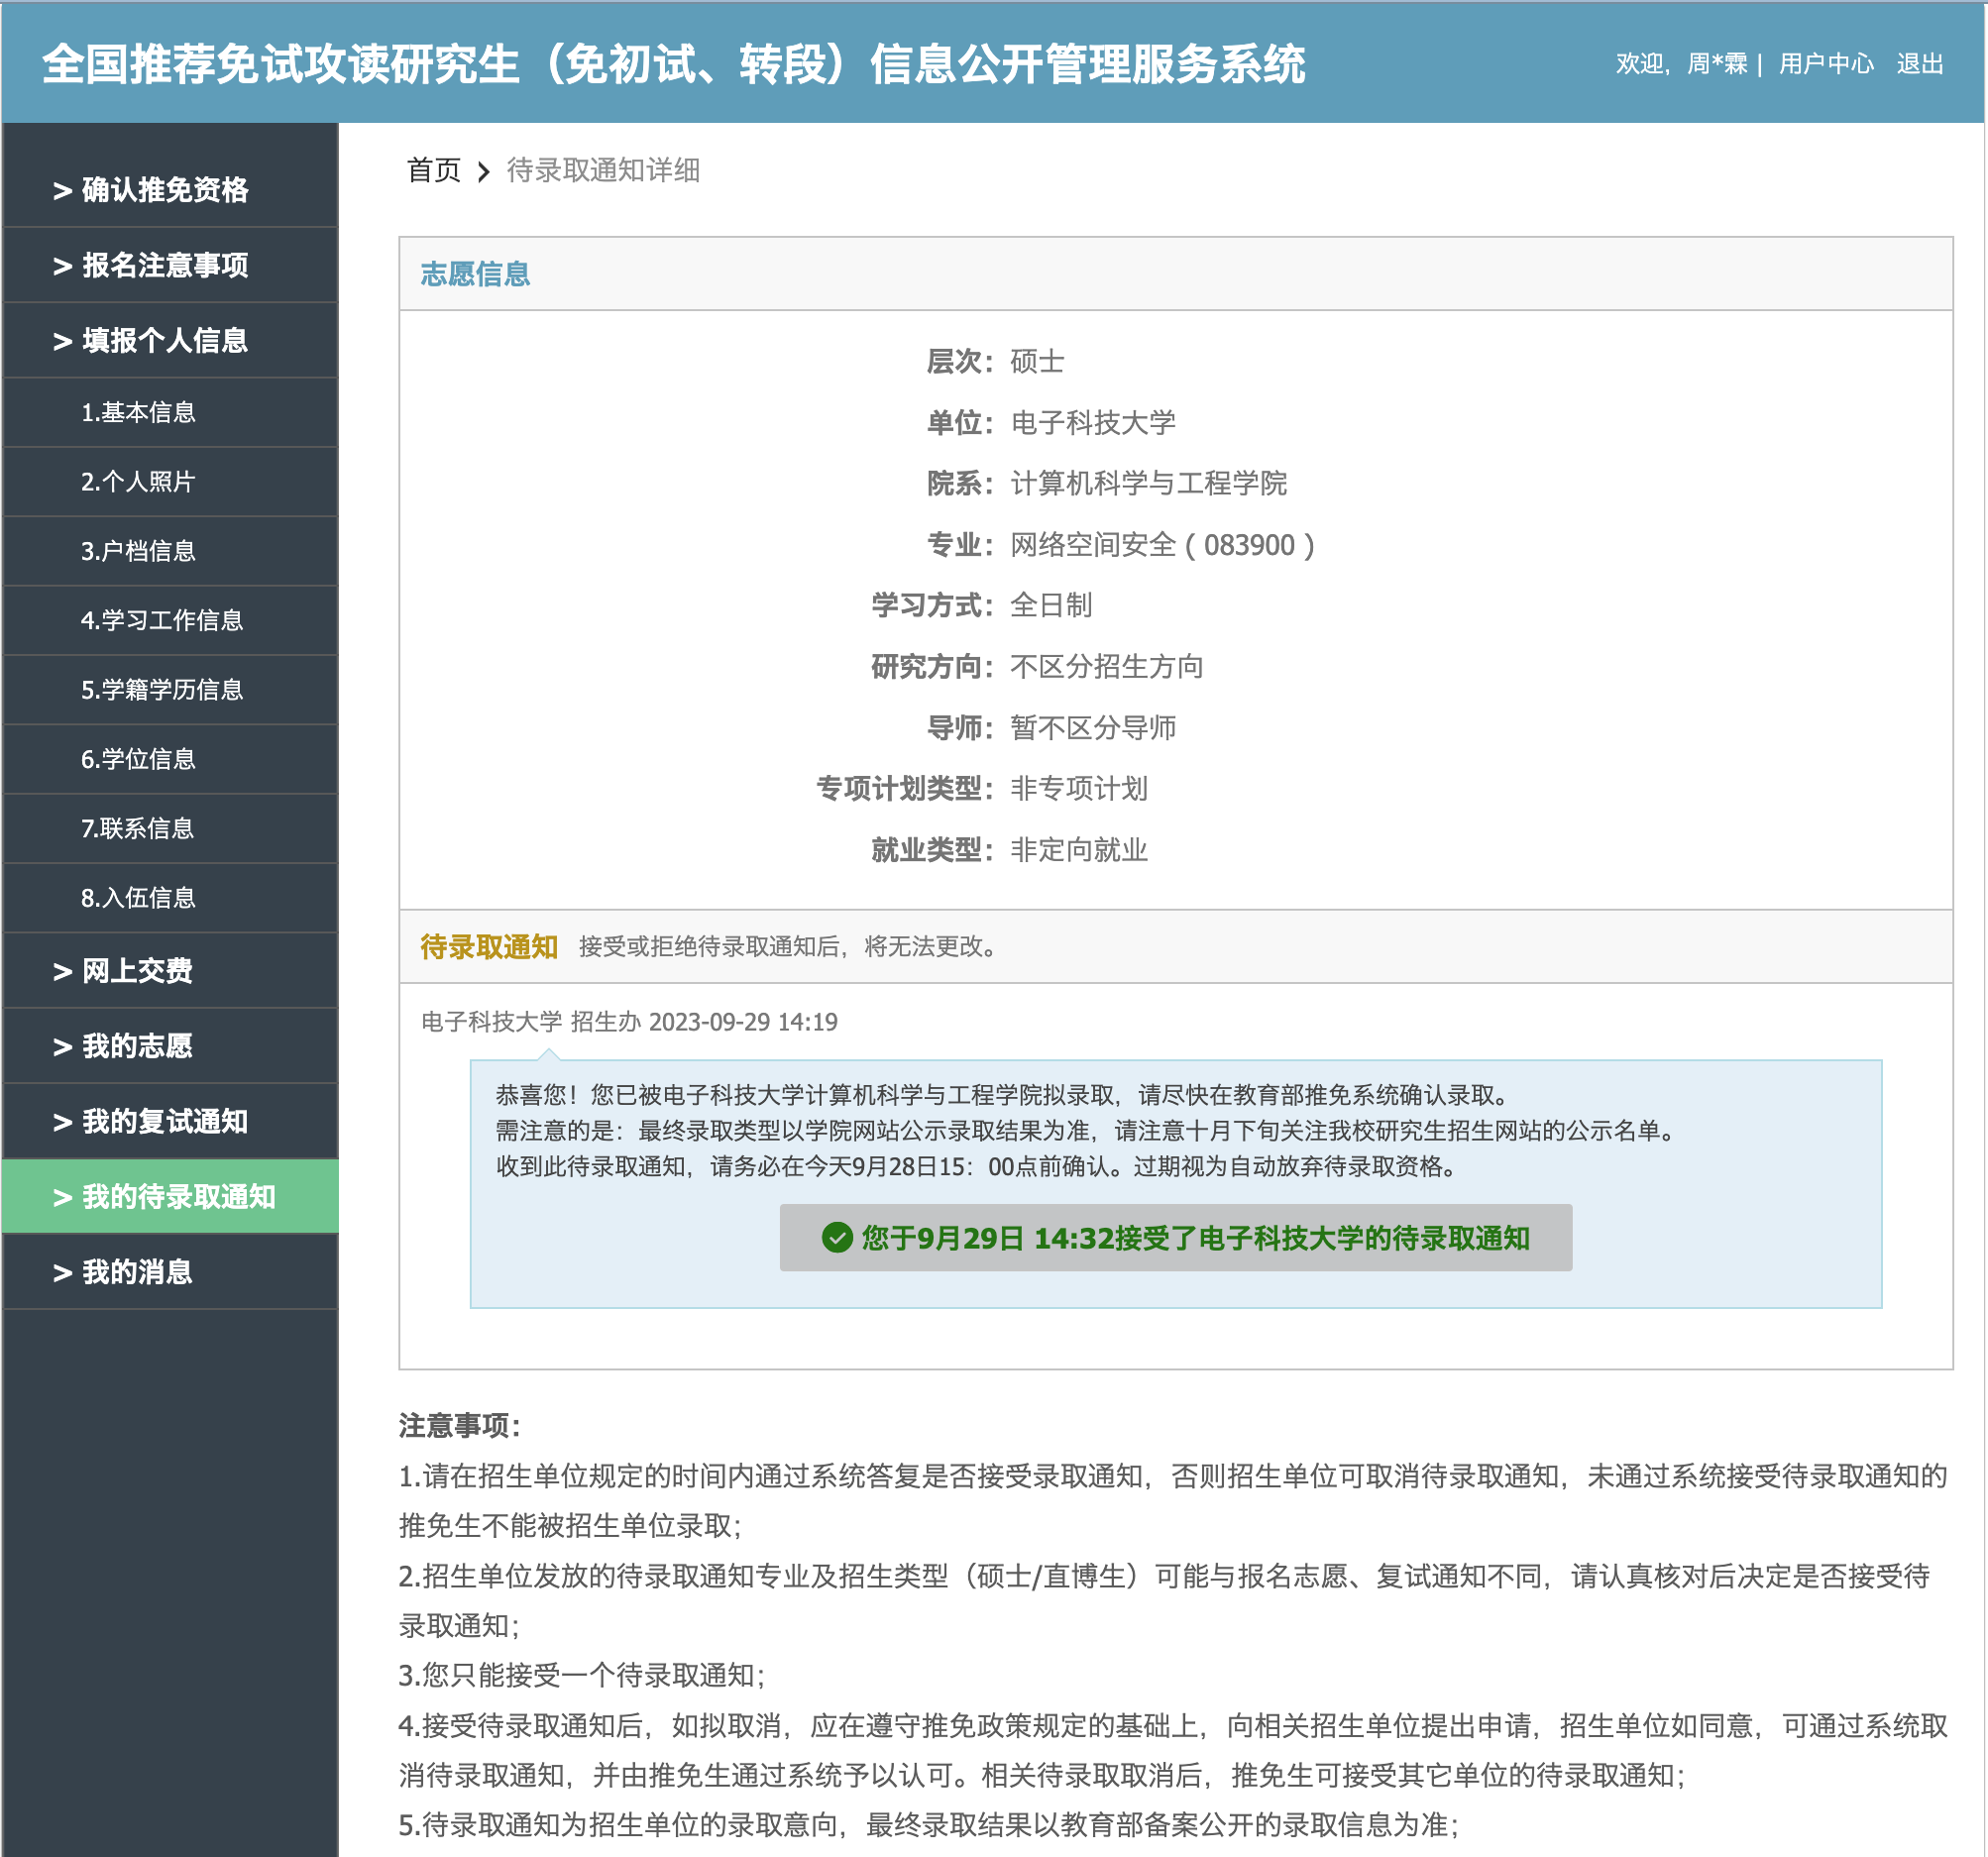 全国推荐免试攻读研究生（免初试、转段）信息公开管理服务系统
欢迎，周*霖 | 用户中心 退出
> 确认推免资格
> 报名注意事项
> 填报个人信息
1.基本信息
2.个人照片
3.户档信息
4.学习工作信息
5.学籍学历信息
6.学位信息
7.联系信息
8.入伍信息
> 网上交费
> 我的志愿
> 我的复试通知
> 我的待录取通知
> 我的消息
首页 > 待录取通知详细
志愿信息
层次：硕士
单位：电子科技大学
院系：计算机科学与工程学院
专业：网络空间安全 ( 083900 )
学习方式：全日制
研究方向：不区分招生方向
导师：暂不区分导师
专项计划类型：非专项计划
就业类型：非定向就业
待录取通知 接受或拒绝待录取通知后，将无法更改。
电子科技大学 招生办 2023-09-29 14:19
恭喜您！您已被电子科技大学计算机科学与工程学院拟录取，请尽快在教育部推免系统确认录取。
需注意的是：最终录取类型以学院网站公示录取结果为准，请注意十月下旬关注我校研究生招生网站的公示名单。
收到此待录取通知，请务必在今天9月28日15：00点前确认。过期视为自动放弃待录取资格。
您于9月29日 14:32接受了电子科技大学的待录取通知
注意事项：
1.请在招生单位规定的时间内通过系统答复是否接受录取通知，否则招生单位可取消待录取通知，未通过系统接受待录取通知的
推免生不能被招生单位录取；
2.招生单位发放的待录取通知专业及招生类型（硕士/直博生）可能与报名志愿、复试通知不同，请认真核对后决定是否接受待
录取通知；
3.您只能接受一个待录取通知；
4.接受待录取通知后，如拟取消，应在遵守推免政策规定的基础上，向相关招生单位提出申请，招生单位如同意，可通过系统取
消待录取通知，并由推免生通过系统予以认可。相关待录取取消后，推免生可接受其它单位的待录取通知；
5.待录取通知为招生单位的录取意向，最终录取结果以教育部备案公开的录取信息为准；